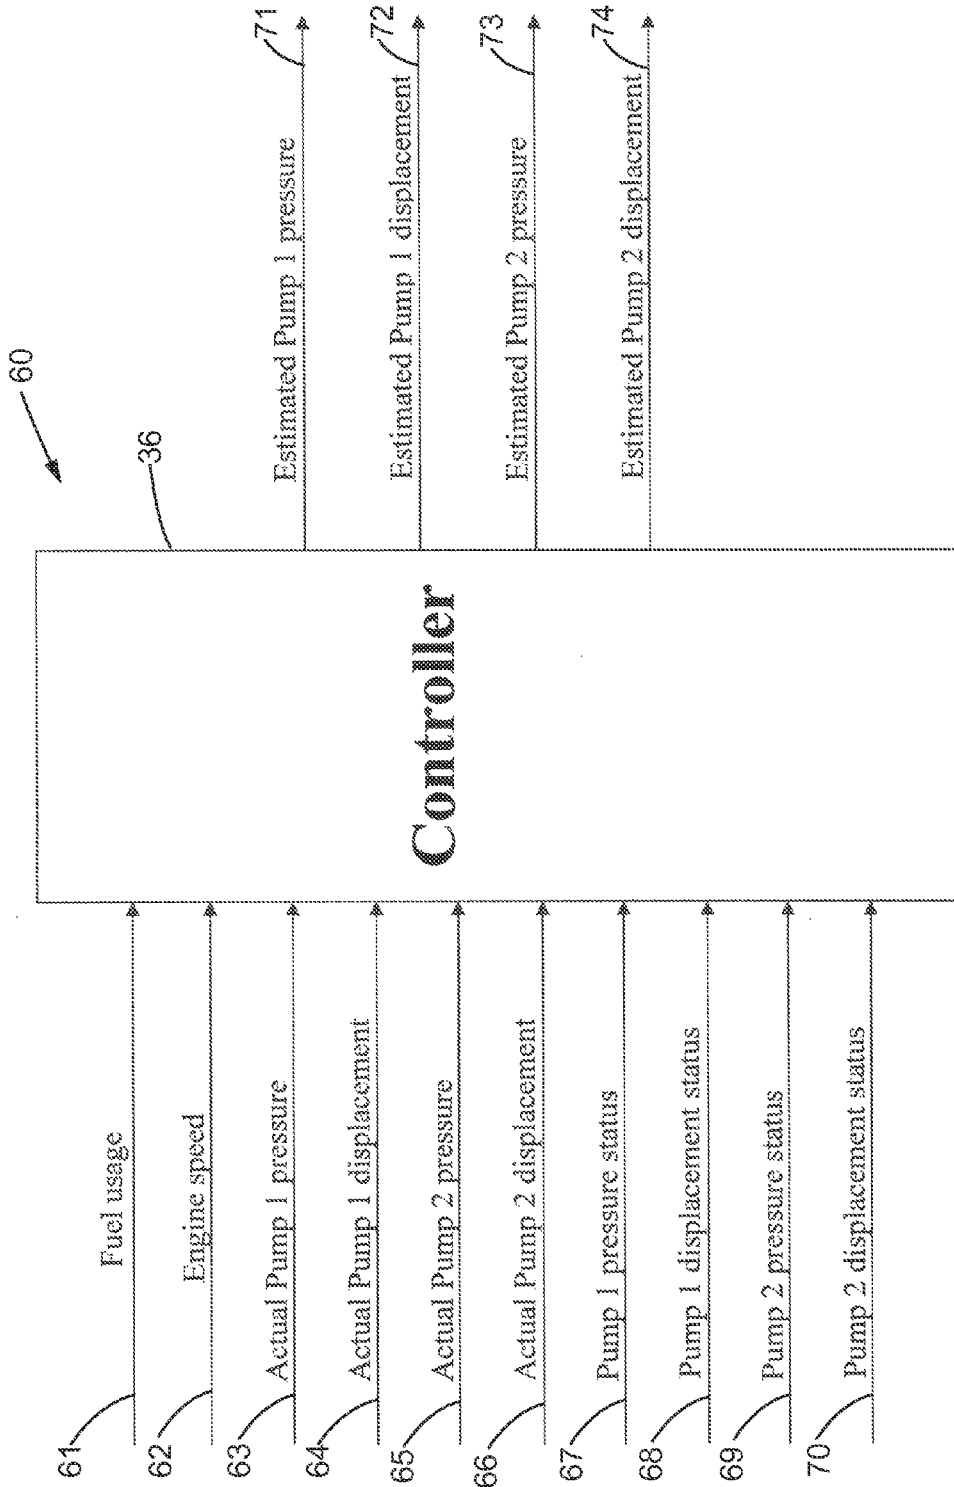 60
36
Controller
61
Fuel usage
62
Engine speed
63
Actual Pump 1 pressure
64
Actual Pump 1 displacement
65
Actual Pump 2 pressure
66
Actual Pump 2 displacement
67
Pump 1 pressure status
68
Pump 1 displacement status
69
Pump 2 pressure status
70
Pump 2 displacement status
Estimated Pump 1 pressure
71
Estimated Pump 1 displacement
72
Estimated Pump 2 pressure
73
Estimated Pump 2 displacement
74